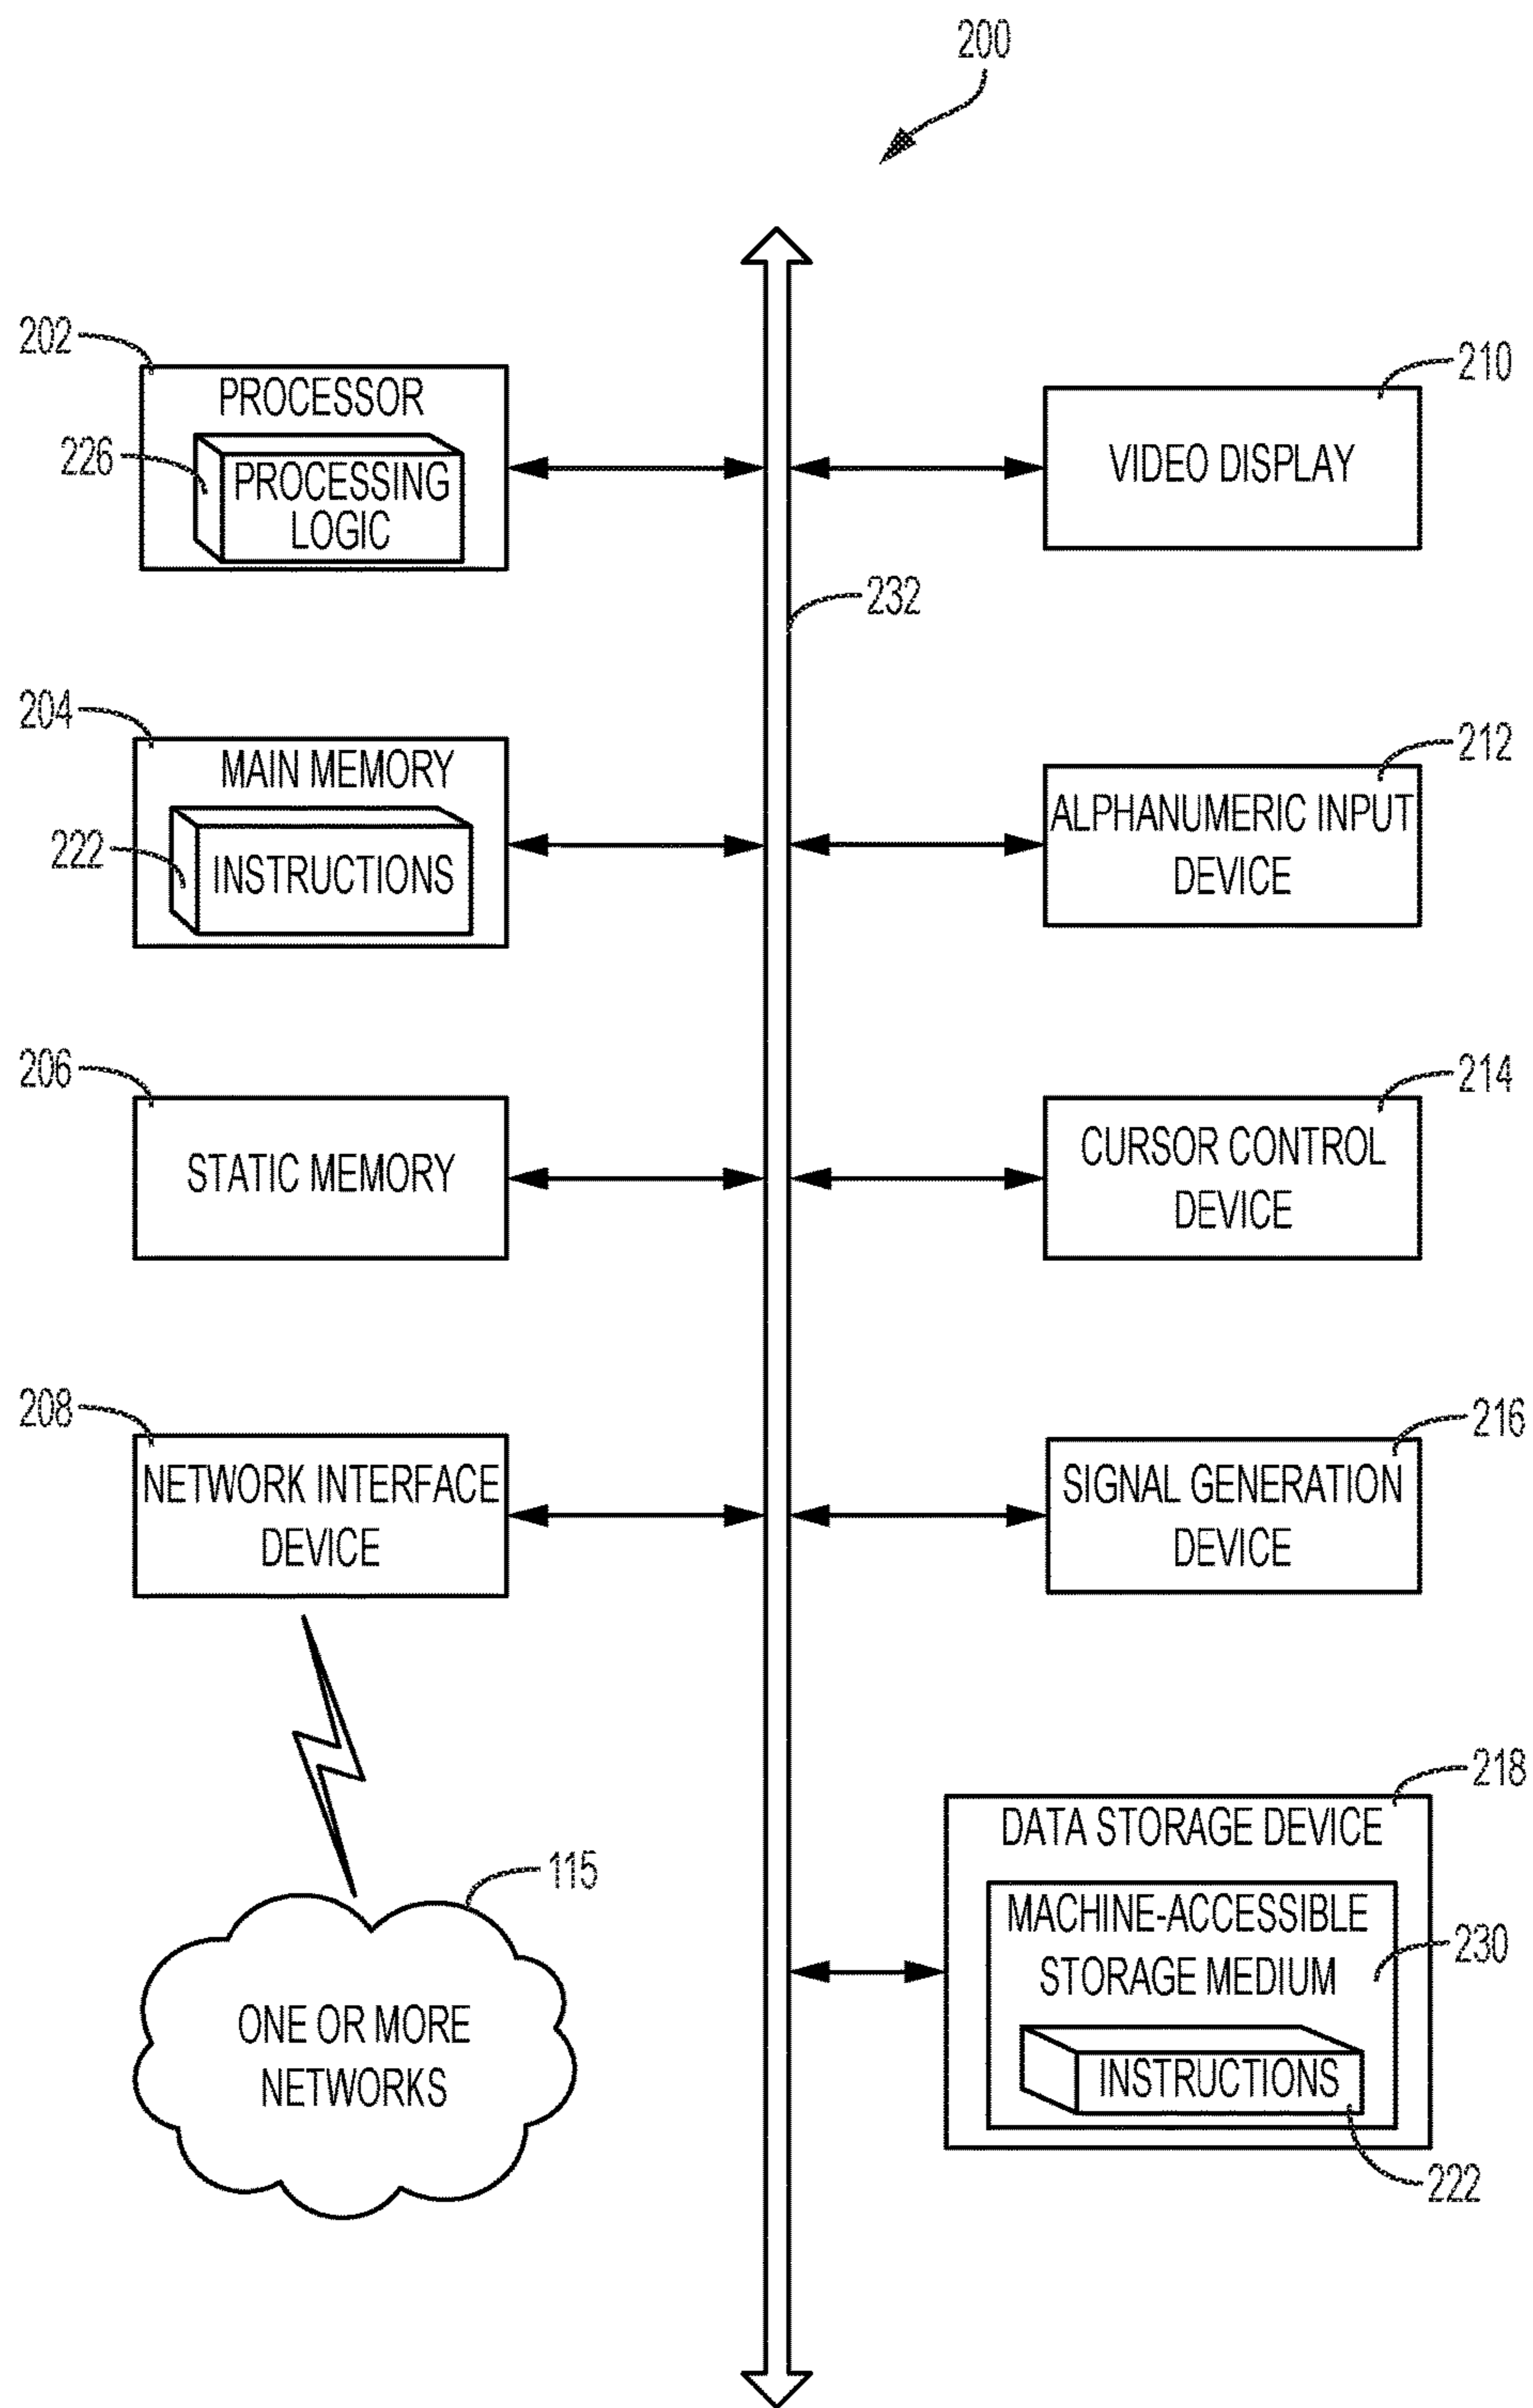 200
202
PROCESSOR
226
PROCESSING
LOGIC
210
VIDEO DISPLAY
232
204
MAIN MEMORY
222
INSTRUCTIONS
212
ALPHANUMERIC INPUT
DEVICE
206
STATIC MEMORY
214
CURSOR CONTROL
DEVICE
208
NETWORK INTERFACE
DEVICE
216
SIGNAL GENERATION
DEVICE
115
ONE OR MORE
NETWORKS
218
DATA STORAGE DEVICE
MACHINE-ACCESSIBLE
STORAGE MEDIUM
230
INSTRUCTIONS
222